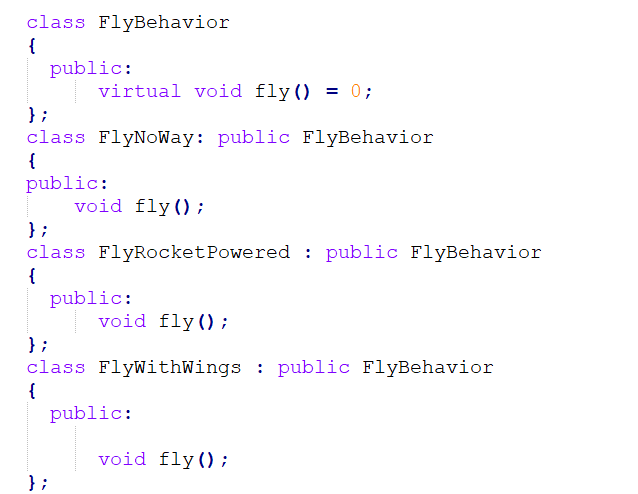 class FlyBehavior
{
  public:
      virtual void fly() = 0;
};
class FlyNoWay: public FlyBehavior
{
public:
    void fly();
};
class FlyRocketPowered : public FlyBehavior
{
  public:
      void fly();
};
class FlyWithWings : public FlyBehavior
{
  public:

      void fly();
};